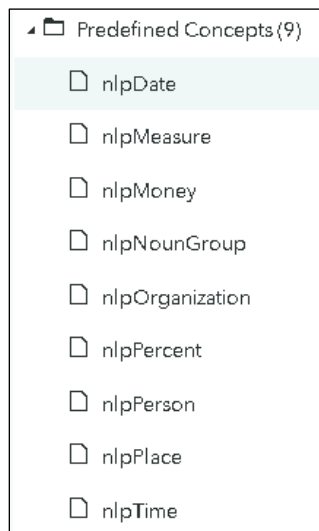 Predefined Concepts (9)
nlpDate
nlpMeasure
nlpMoney
nlpNounGroup
nlpOrganization
nlpPercent
nlpPerson
nlpPlace
nlpTime